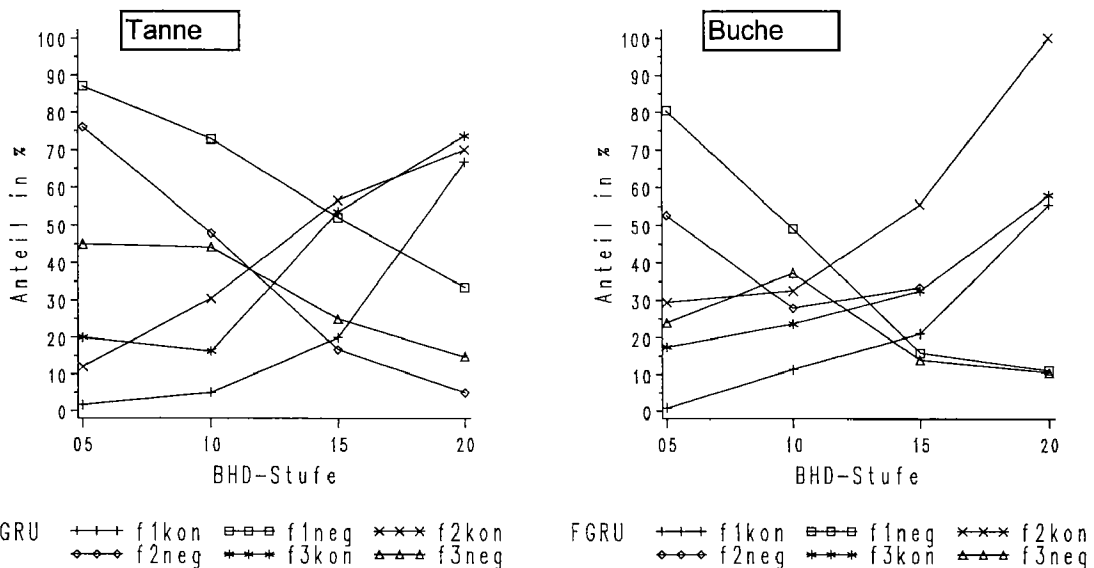 Tanne
100
90
80
70
60
50
40
30
20
10
0
Anteil in %
05 10 15 20
BHD-Stufe
GRU f1kon f1neg f2kon
f2neg f3kon f3neg
Buche
100
90
80
70
60
50
40
30
20
10
0
Anteil in %
05 10 15 20
BHD-Stufe
FGRU f1kon f1neg f2kon
f2neg f3kon f3neg